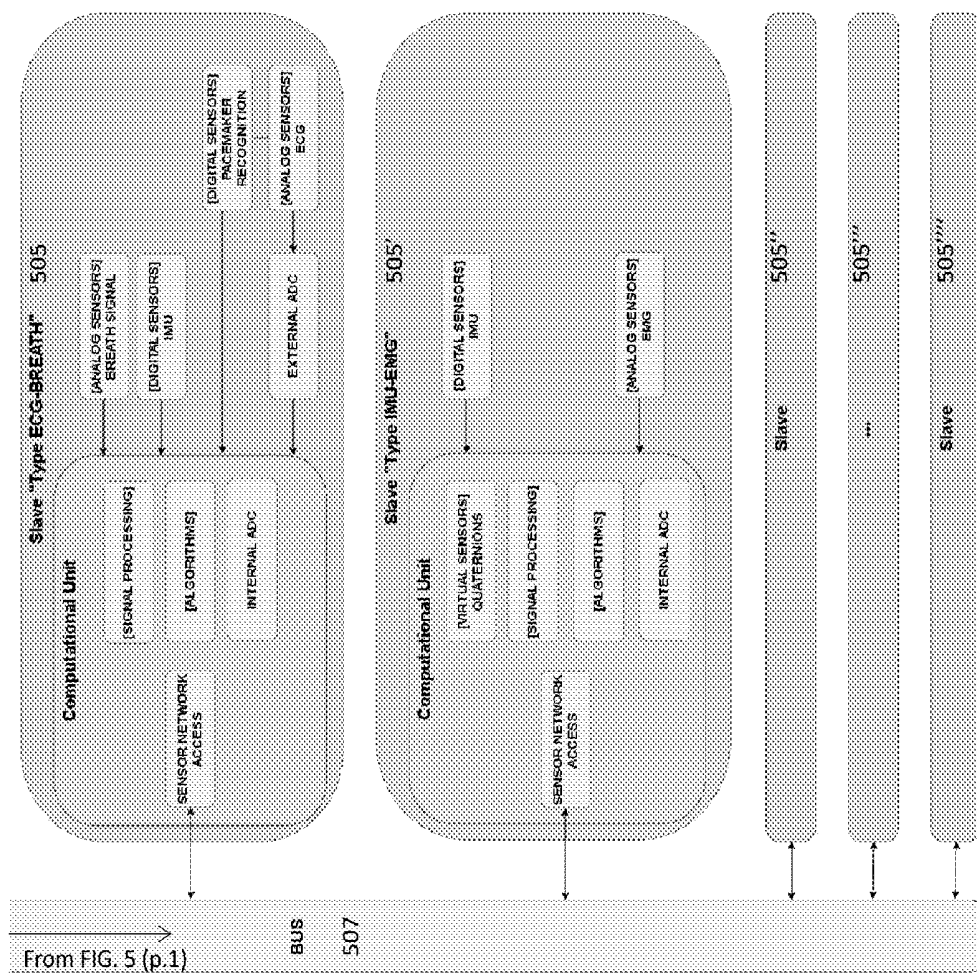 Slave "Type ECG-BREATH" 505
Computational Unit
SENSOR NETWORK
ACCESS
[SIGNAL PROCESSING]
[ALGORITHMS]
INTERNAL ADC
[ANALOG SENSORS]
BREATH SIGNAL
[DIGITAL SENSORS]
IMU
EXTERNAL ADC
[DIGITAL SENSORS]
PACEMAKER
RECOGNITION
[ANALOG SENSORS]
ECG
Slave "Type IMU-EMG" 505'
Computational Unit
SENSOR NETWORK
ACCESS
[VIRTUAL SENSORS]
QUATERNIONS
[SIGNAL PROCESSING]
[ALGORITHMS]
INTERNAL ADC
[DIGITAL SENSORS]
IMU
[ANALOG SENSORS]
EMG
Slave 505''
... 505'''
Slave 505''''
BUS
507
From FIG. 5 (p.1)